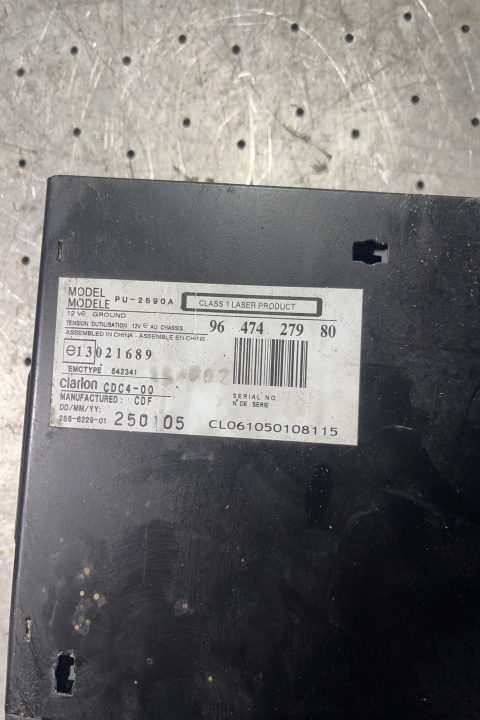 MODEL
MODELE PU-2590A CLASS 1 LASER PRODUCT
12 V⊖ GROUND
TENSION D'UTILISATION 12V ⊖ AU CHASSIS 96 474 279 80
ASSEMBLED IN CHINA - ASSEMBLE EN CHINE
e13 021689
EMCTYPE 542341
clarion CDC4-00
MANUFACTURED: CDF
SERIAL NO
N° DE SERIE
DD/MM/YY:
286-6229-01 250105 CL061050108115